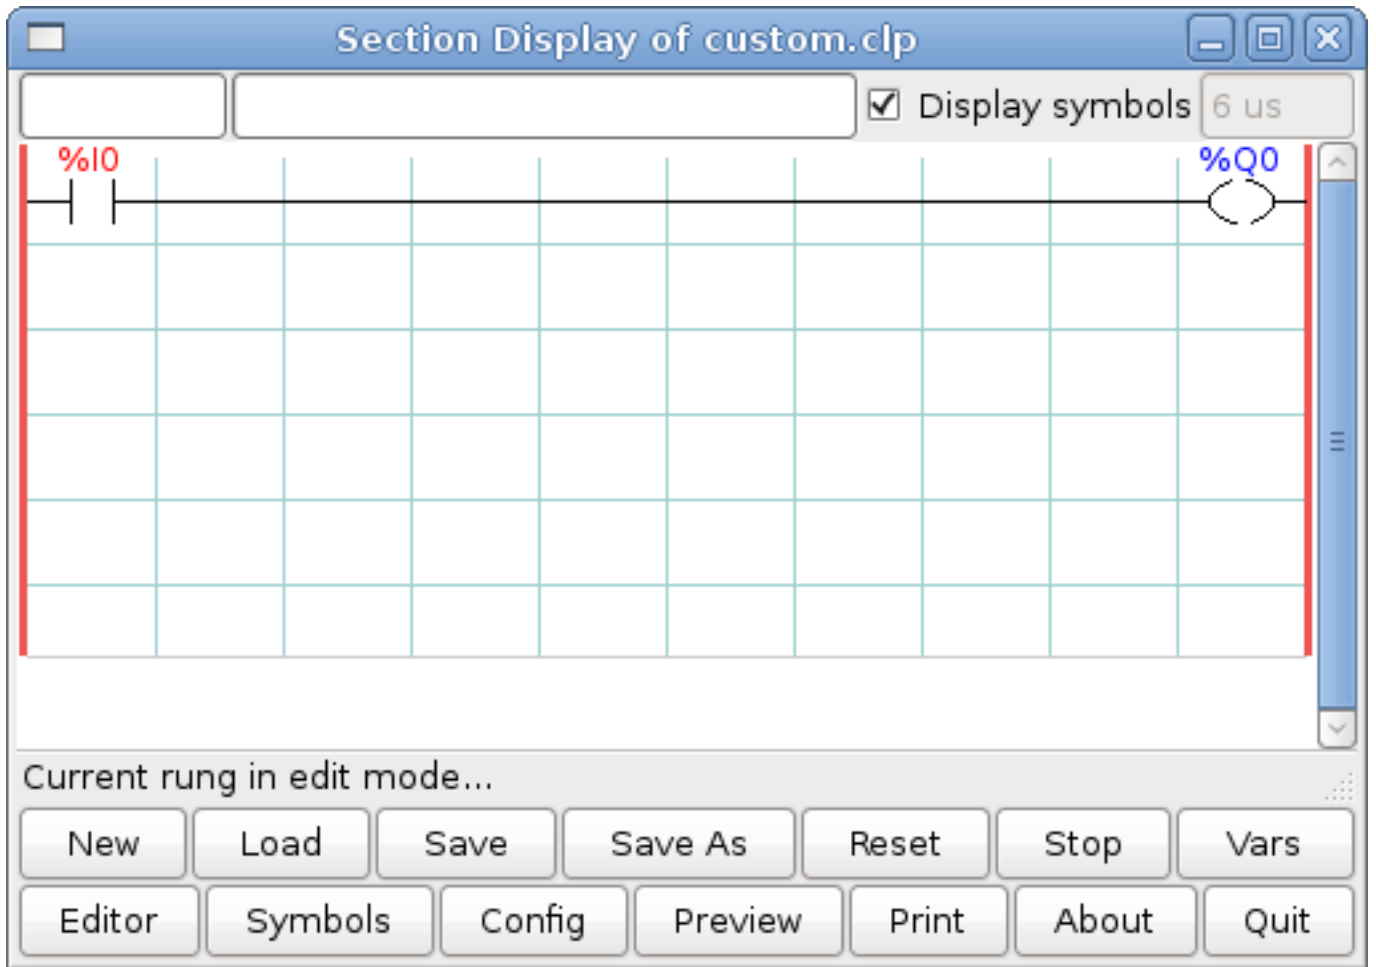 Section Display of custom.clp
Display symbols 6 us
%I0 %Q0
Current rung in edit mode...
New Load Save Save As Reset Stop Vars
Editor Symbols Config Preview Print About Quit